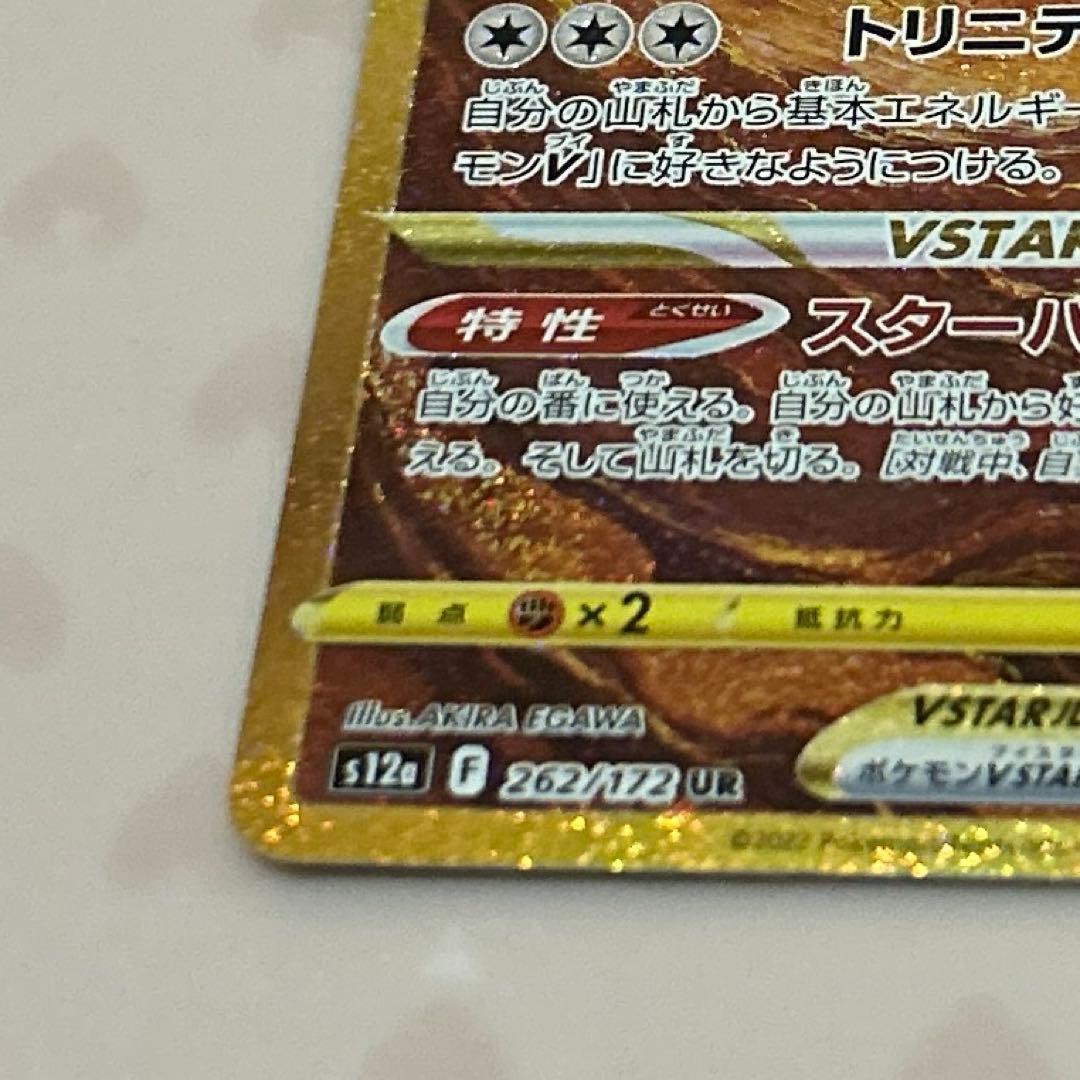 トリニテ
自分の山札から基本エネルギー
モンV」に好きなようにつける。
VSTAR
特性 スターバ
自分の番に使える。自分の山札から好
える。そして山札を切る。[対戦中、自
弱点 ×2 抵抗力
Illus. AKIRA EGAWA
VSTARル
ポケモンVSTAR
s12a F 262/172 UR
©2022 Pokémon